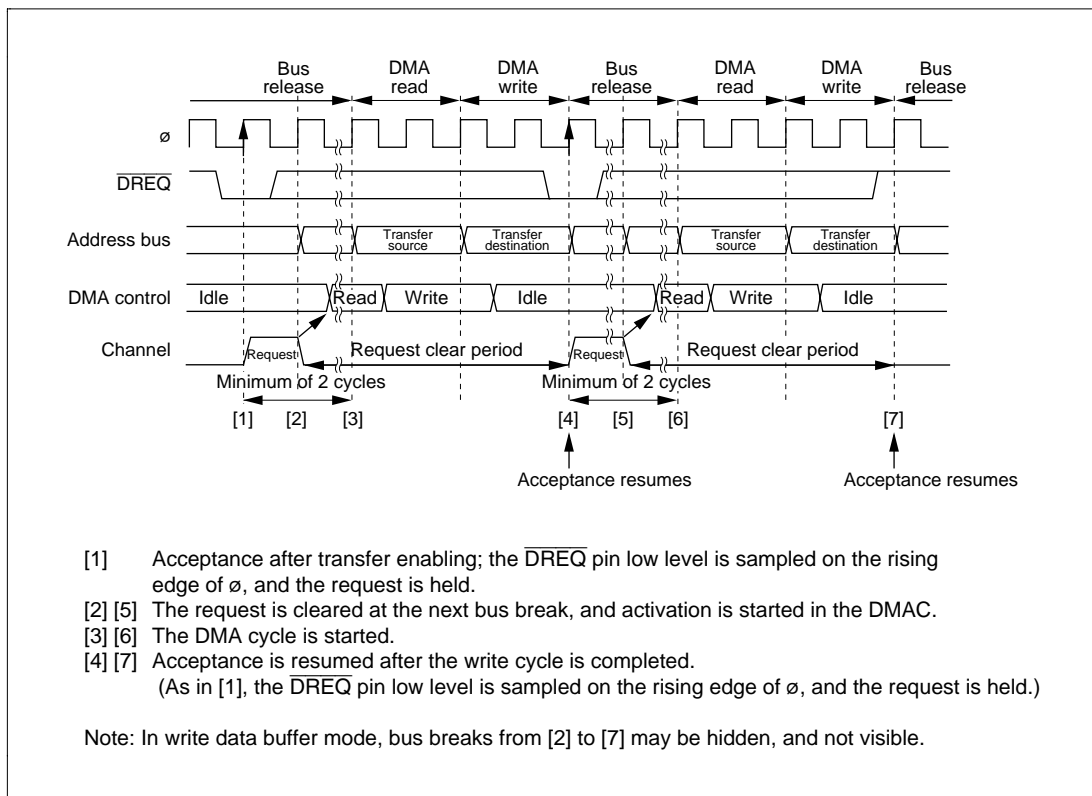 Bus release DMA read DMA write Bus release DMA read DMA write Bus release
ø
DREQ
Address bus Transfer source Transfer destination Transfer source Transfer destination
DMA control Idle Read Write Idle Read Write Idle
Channel Request Request clear period Request Request clear period
Minimum of 2 cycles Minimum of 2 cycles
[1] [2] [3] [4] [5] [6] [7]
Acceptance resumes Acceptance resumes
[1] Acceptance after transfer enabling; the DREQ pin low level is sampled on the rising
edge of ø, and the request is held.
[2] [5] The request is cleared at the next bus break, and activation is started in the DMAC.
[3] [6] The DMA cycle is started.
[4] [7] Acceptance is resumed after the write cycle is completed.
(As in [1], the DREQ pin low level is sampled on the rising edge of ø, and the request is held.)
Note: In write data buffer mode, bus breaks from [2] to [7] may be hidden, and not visible.